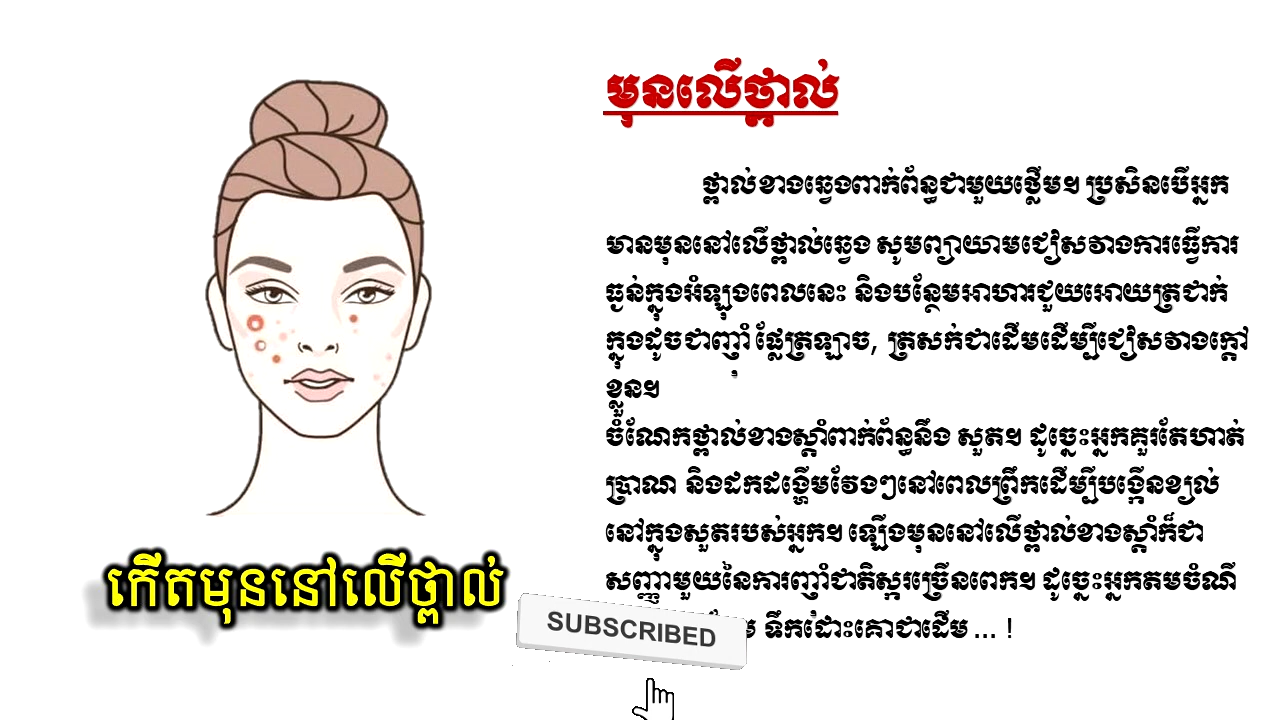 មុនលើថ្ពាល់
ថ្ពាល់ខាងឆ្វេងពាក់ព័ន្ធជាមួយថ្លើម។ ប្រសិនបើអ្នក
មានមុននៅលើថ្ពាល់ឆ្វេង សូមព្យាយាមជៀសវាងការធ្វើការ
ធ្ងន់ក្នុងអំឡុងពេលនេះ និងបន្ថែមអាហារជួយអោយត្រជាក់
ក្នុងដូចជាញ៉ាំផ្លែត្រឡាច, ត្រសក់ជាដើមដើម្បីជៀសវាងក្ដៅ
ខ្លួន។
ចំណែកថ្ពាល់ខាងស្ដាំពាក់ព័ន្ធនឹង សួត។ ដូច្នេះអ្នកគួរតែហាត់
ប្រាណ និងដកដង្ហើមវែងៗនៅពេលព្រឹកដើម្បីបង្កើនខ្យល់
នៅក្នុងសួតរបស់អ្នក។ ឡើងមុននៅលើថ្ពាល់ខាងស្ដាំក៏ជា
សញ្ញាមួយនៃការញ៉ាំជាតិស្ករច្រើនពេក។ ដូច្នេះអ្នកតមចំណី
ទឹកដោះគោជាដើម ... !
កើតមុននៅលើថ្ពាល់
SUBSCRIBED